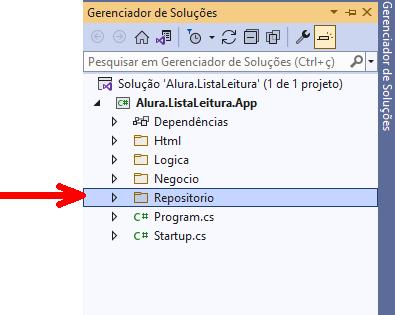 Gerenciador de Soluções
Pesquisar em Gerenciador de Soluções (Ctrl+ç)
Solução 'Alura.ListaLeitura' (1 de 1 projeto)
C# Alura.ListaLeitura.App
Dependências
Html
Logica
Negocio
Repositorio
C# Program.cs
C# Startup.cs
Gerenciador de Soluções